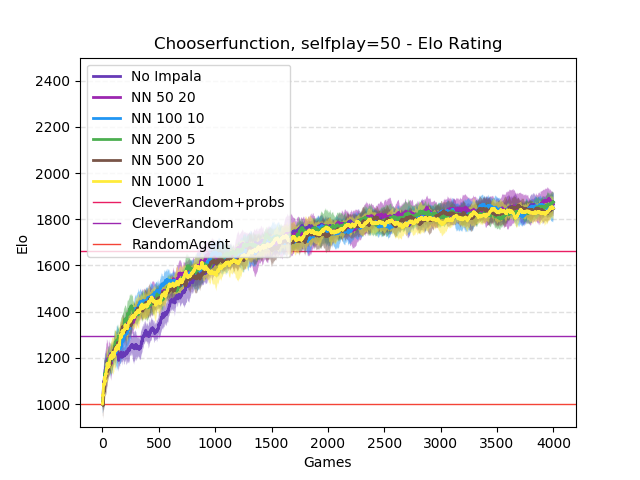 Chooserfunction, selfplay=50 - Elo Rating
2400
2200
2000
1800
1600
1400
1200
1000
Elo
No Impala
NN 50 20
NN 100 10
NN 200 5
NN 500 20
NN 1000 1
CleverRandom+probs
CleverRandom
RandomAgent
0 500 1000 1500 2000 2500 3000 3500 4000
Games